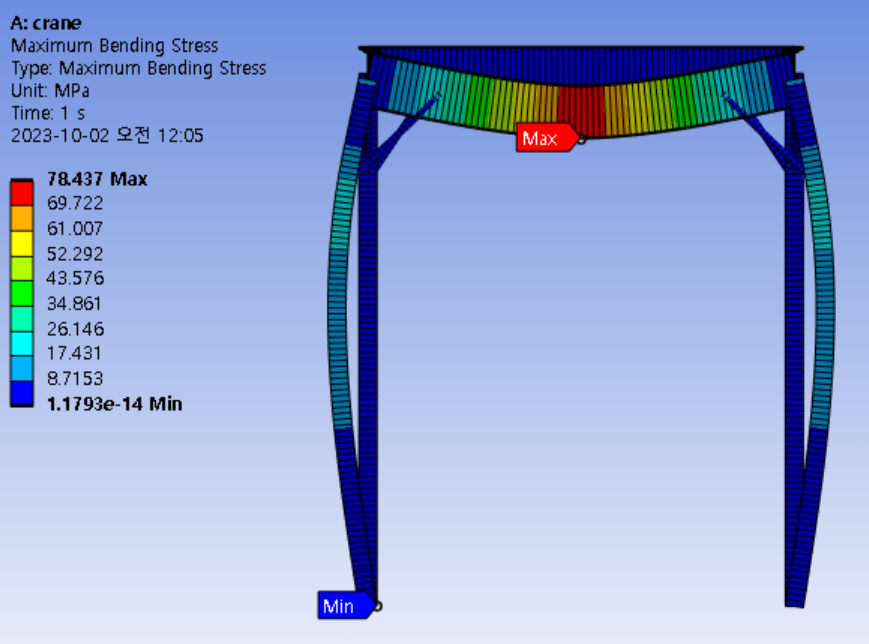 A: crane
Maximum Bending Stress
Type: Maximum Bending Stress
Unit: MPa
Time: 1 s
2023-10-02 오전 12:05
78.437 Max
69.722
61.007
52.292
43.576
34.861
26.146
17.431
8.7153
1.1793e-14 Min
Max
Min